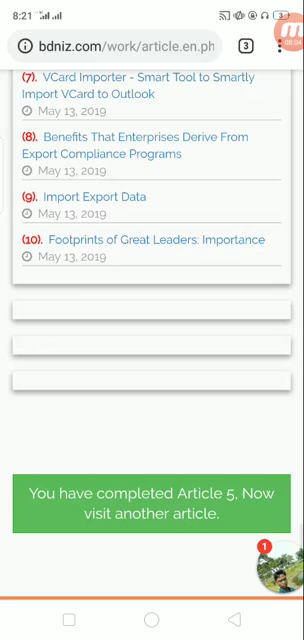 8:21
3
bdniz.com/work/article.en.ph
3
08:04
(7). VCard Importer - Smart Tool to Smartly
Import VCard to Outlook
May 13, 2019
(8). Benefits That Enterprises Derive From
Export Compliance Programs
May 13, 2019
(9). Import Export Data
May 13, 2019
(10). Footprints of Great Leaders: Importance
May 13, 2019
You have completed Article 5, Now
visit another article.
1